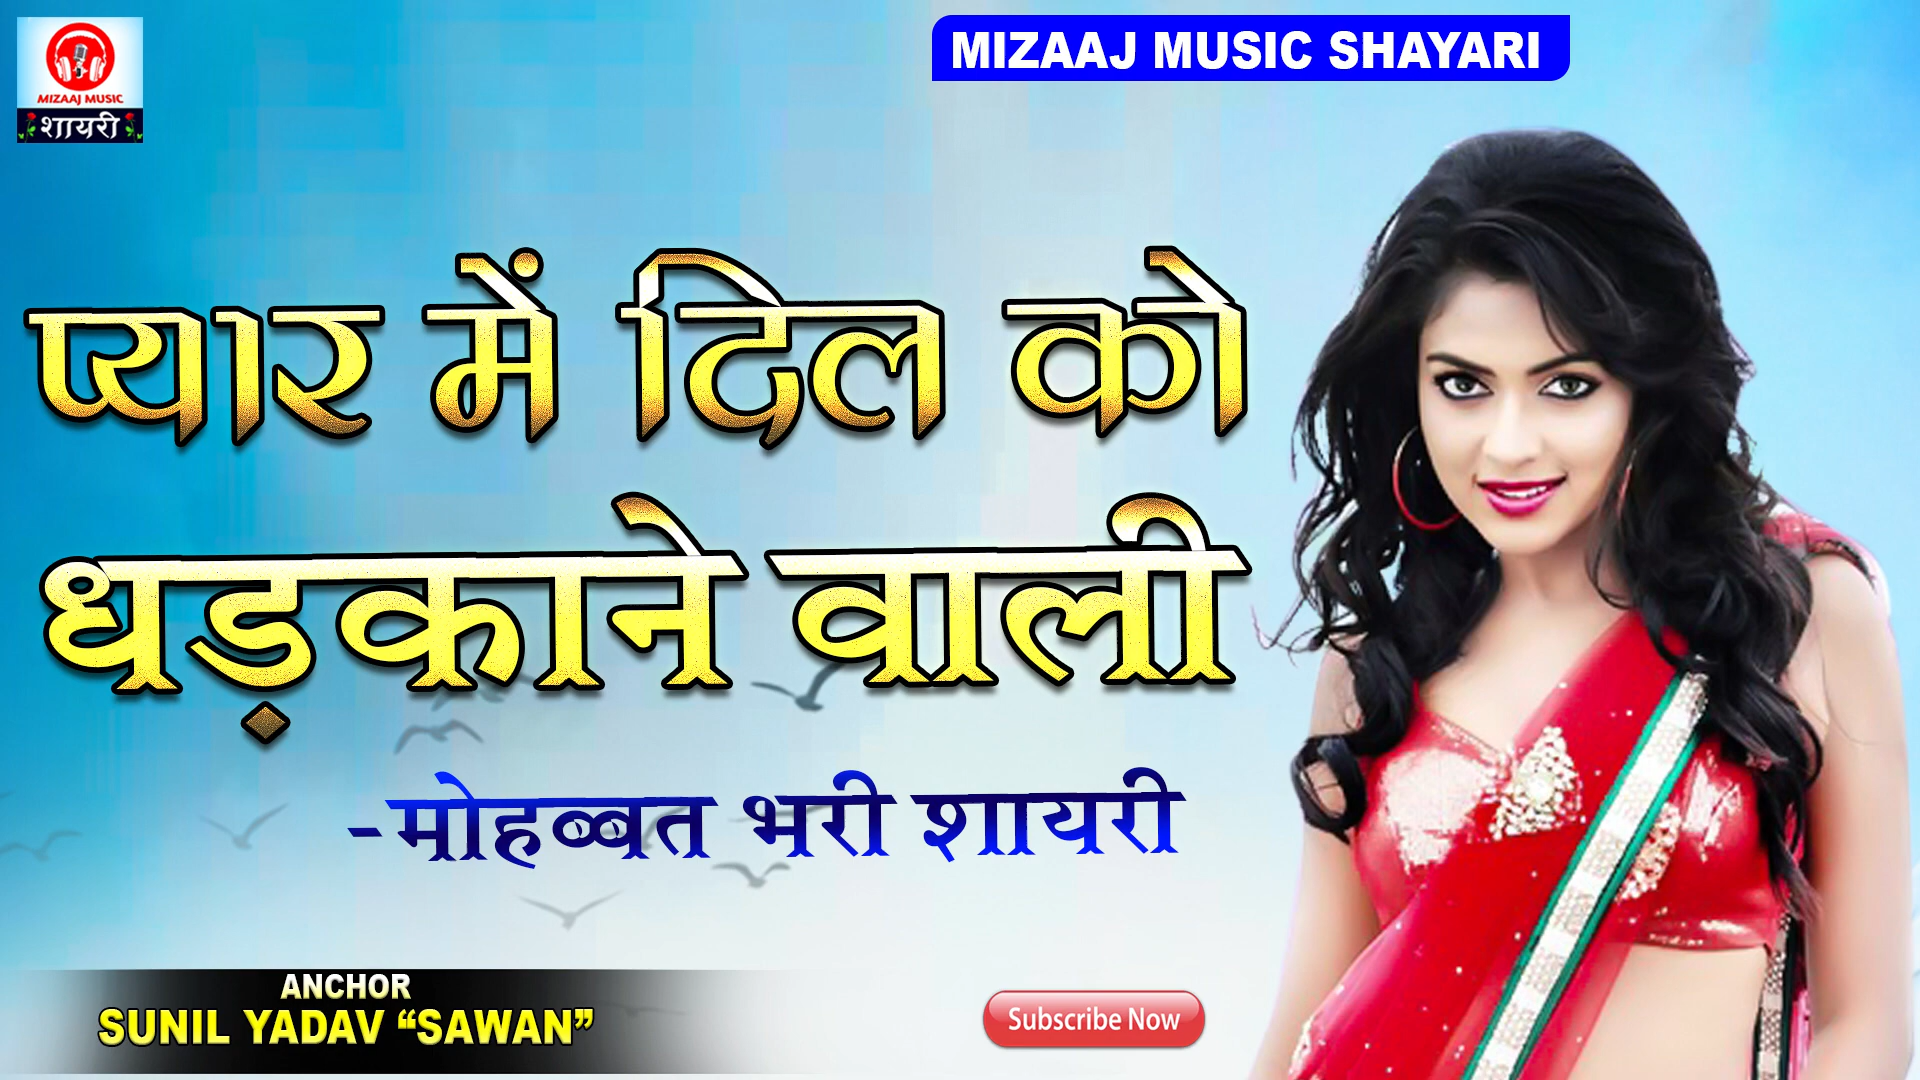 MIZAAJ MUSIC
शायरी
MIZAAJ MUSIC SHAYARI
प्यार में दिल को
धड़काने वाली
-मोहब्बत भरी शायरी
ANCHOR
SUNIL YADAV “SAWAN”
Subscribe Now